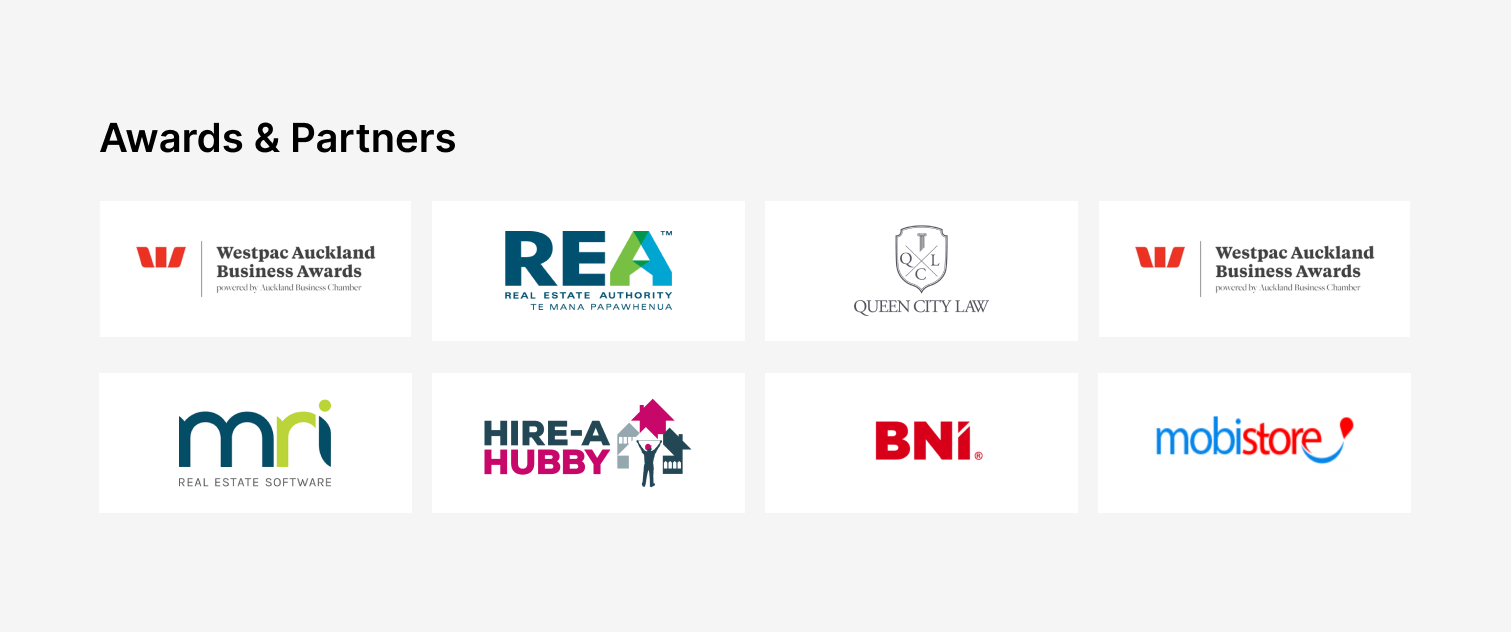 Awards & Partners
Westpac Auckland
Business Awards
powered by Auckland Business Chamber
REA™
REAL ESTATE AUTHORITY
TE MANA PAPAWHENUA
Q L
C
QUEEN CITY LAW
Westpac Auckland
Business Awards
powered by Auckland Business Chamber
mri
REAL ESTATE SOFTWARE
HIRE-A
HUBBY
BNI®
mobistore